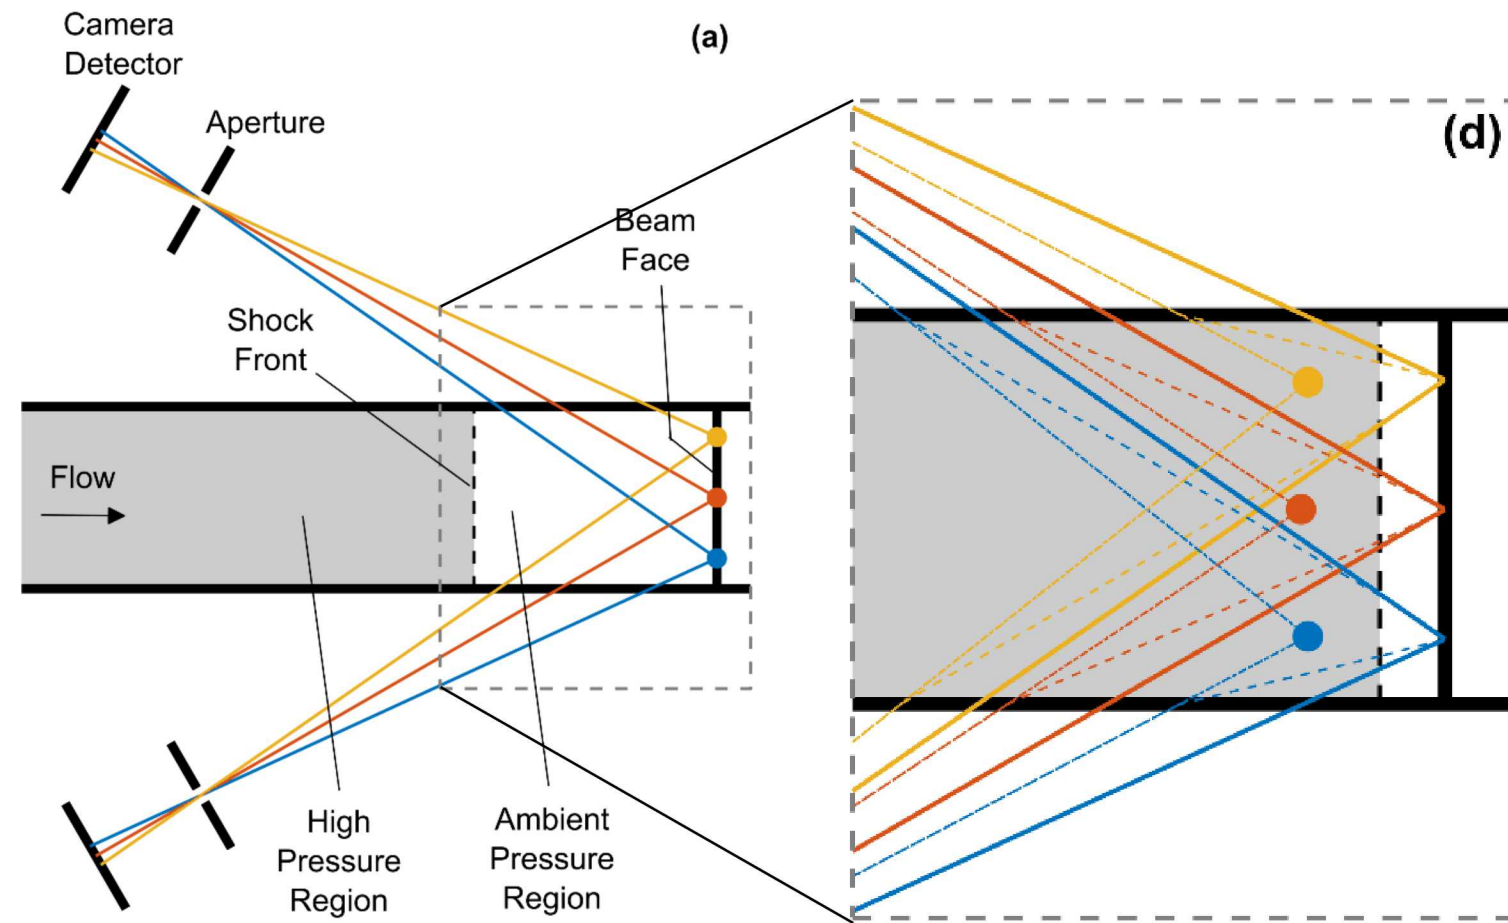 Camera
Detector
(a)
Aperture
(d)
Beam
Face
Shock
Front
Flow
High
Pressure
Region
Ambient
Pressure
Region